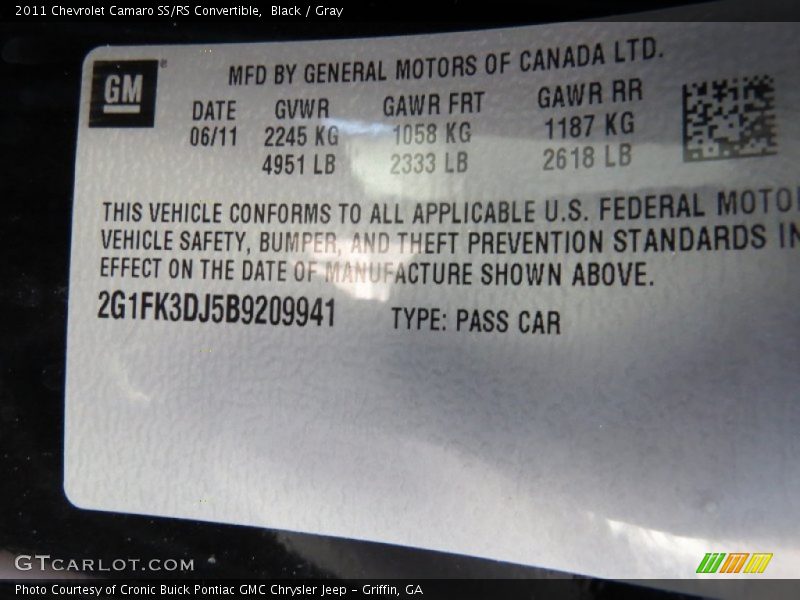 2011 Chevrolet Camaro SS/RS Convertible, Black / Gray
GM
MFD BY GENERAL MOTORS OF CANADA LTD.
DATE GVWR GAWR FRT GAWR RR
06/11 2245 KG 1058 KG 1187 KG
4951 LB 2333 LB 2618 LB
THIS VEHICLE CONFORMS TO ALL APPLICABLE U.S. FEDERAL MOTO
VEHICLE SAFETY, BUMPER, AND THEFT PREVENTION STANDARDS IN
EFFECT ON THE DATE OF MANUFACTURE SHOWN ABOVE.
2G1FK3DJ5B9209941 TYPE: PASS CAR
GTCARLOT.COM
Photo Courtesy of Cronic Buick Pontiac GMC Chrysler Jeep - Griffin, GA